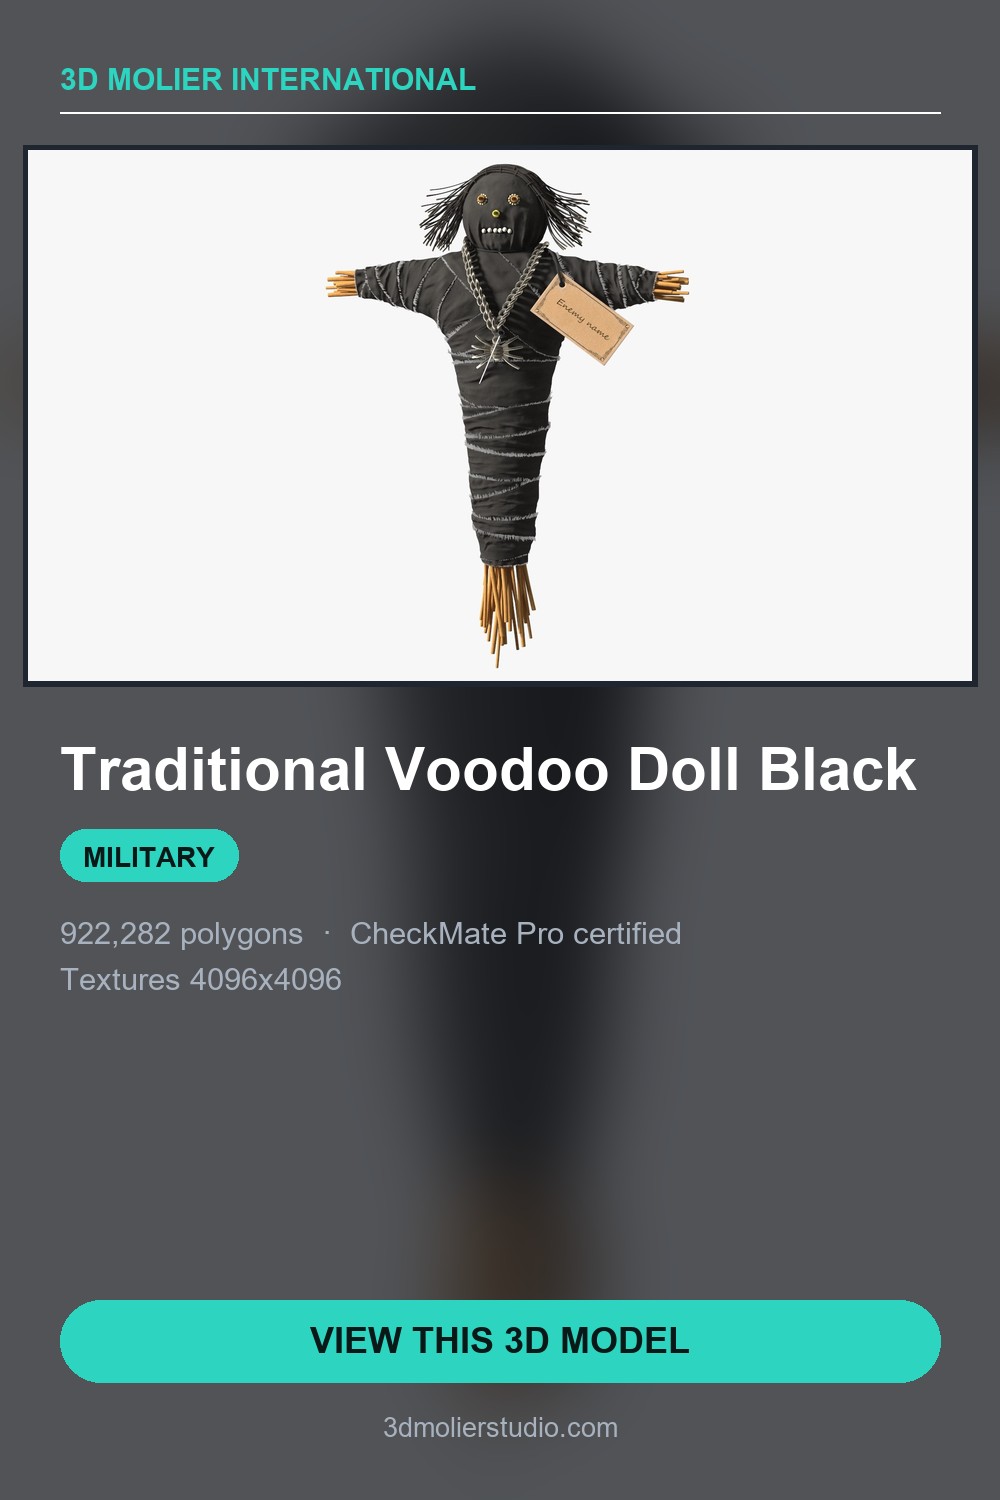 3D MOLIER INTERNATIONAL
Enemy name
Traditional Voodoo Doll Black
MILITARY
922,282 polygons · CheckMate Pro certified
Textures 4096x4096
VIEW THIS 3D MODEL
3dmolierstudio.com